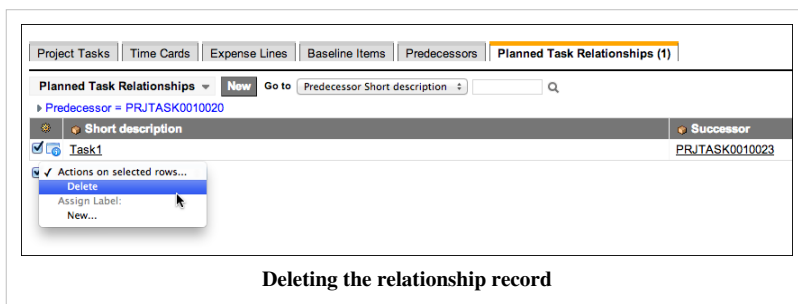 Project Tasks Time Cards Expense Lines Baseline Items Predecessors Planned Task Relationships (1)
Planned Task Relationships New Go to Predecessor Short description
Predecessor = PRJTASK0010020
Short description Successor
Task1 PRJTASK0010023
✓ Actions on selected rows...
Delete
Assign Label:
New...
Deleting the relationship record